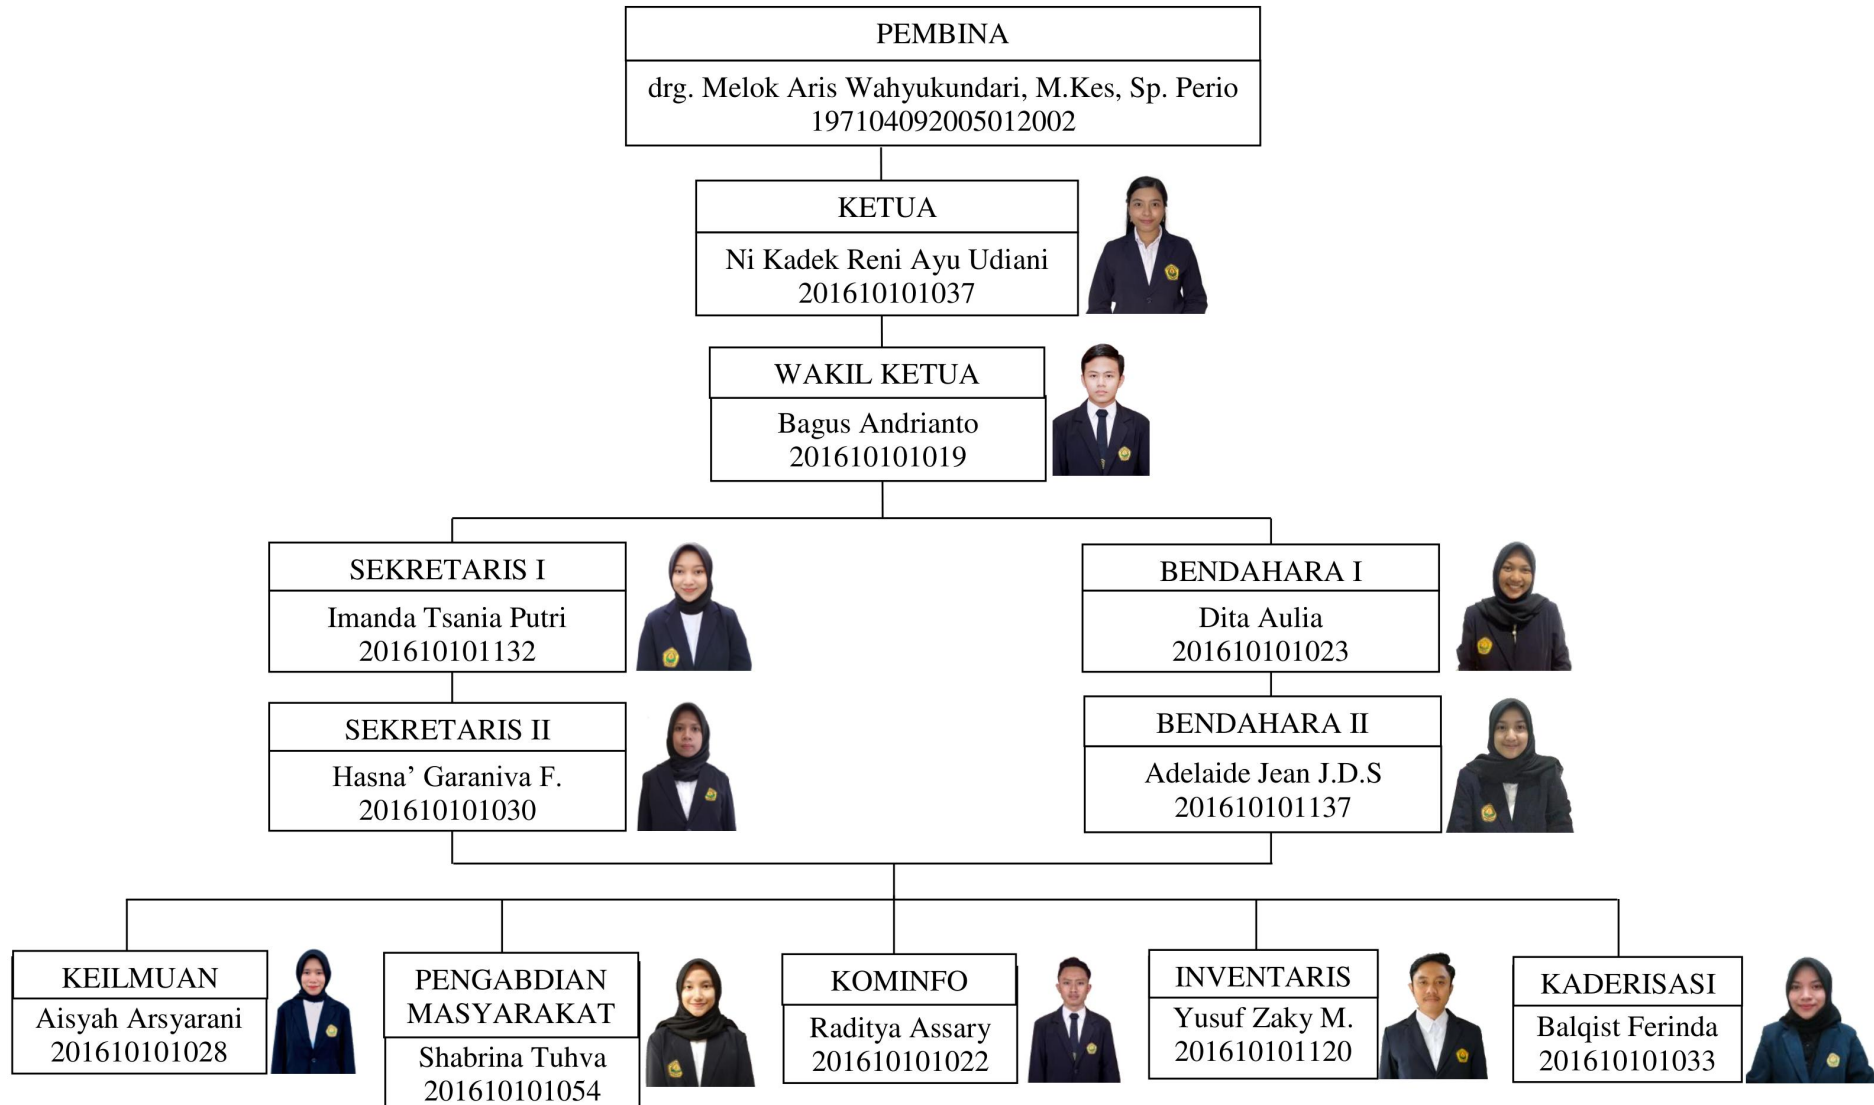 PEMBINA
drg. Melok Aris Wahyukundari, M.Kes, Sp. Perio
197104092005012002
KETUA
Ni Kadek Reni Ayu Udiani
201610101037
WAKIL KETUA
Bagus Andrianto
201610101019
SEKRETARIS I
Imanda Tsania Putri
201610101132
BENDAHARA I
Dita Aulia
201610101023
SEKRETARIS II
Hasna’ Garaniva F.
201610101030
BENDAHARA II
Adelaide Jean J.D.S
201610101137
KEILMUAN
Aisyah Arsyarani
201610101028
PENGABDIAN
MASYARAKAT
Shabrina Tuhva
201610101054
KOMINFO
Raditya Assary
201610101022
INVENTARIS
Yusuf Zaky M.
201610101120
KADERISASI
Balqist Ferinda
201610101033